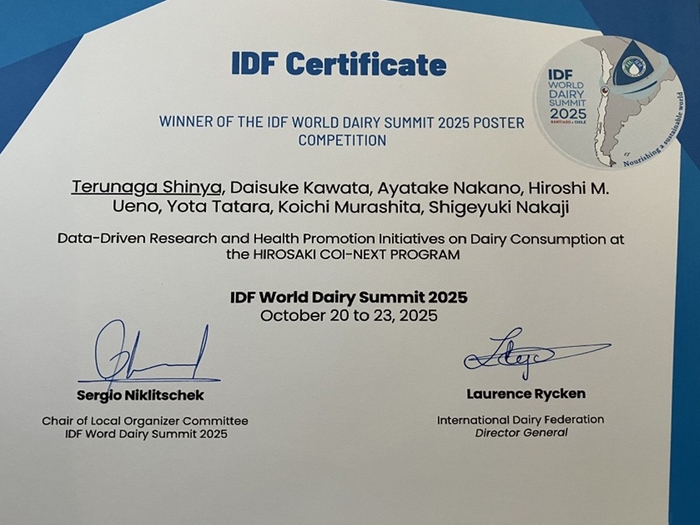 IDF Certificate
IDF
WORLD
DAIRY
SUMMIT
2025
SANTIAGO, CHILE
Nourishing a sustainable world
WINNER OF THE IDF WORLD DAIRY SUMMIT 2025 POSTER
COMPETITION
Terunaga Shinya, Daisuke Kawata, Ayatake Nakano, Hiroshi M.
Ueno, Yota Tatara, Koichi Murashita, Shigeyuki Nakaji
Data-Driven Research and Health Promotion Initiatives on Dairy Consumption at
the HIROSAKI COI-NEXT PROGRAM
IDF World Dairy Summit 2025
October 20 to 23, 2025
Sergio Niklitschek
Chair of Local Organizer Committee
IDF Word Dairy Summit 2025
Laurence Rycken
International Dairy Federation
Director General